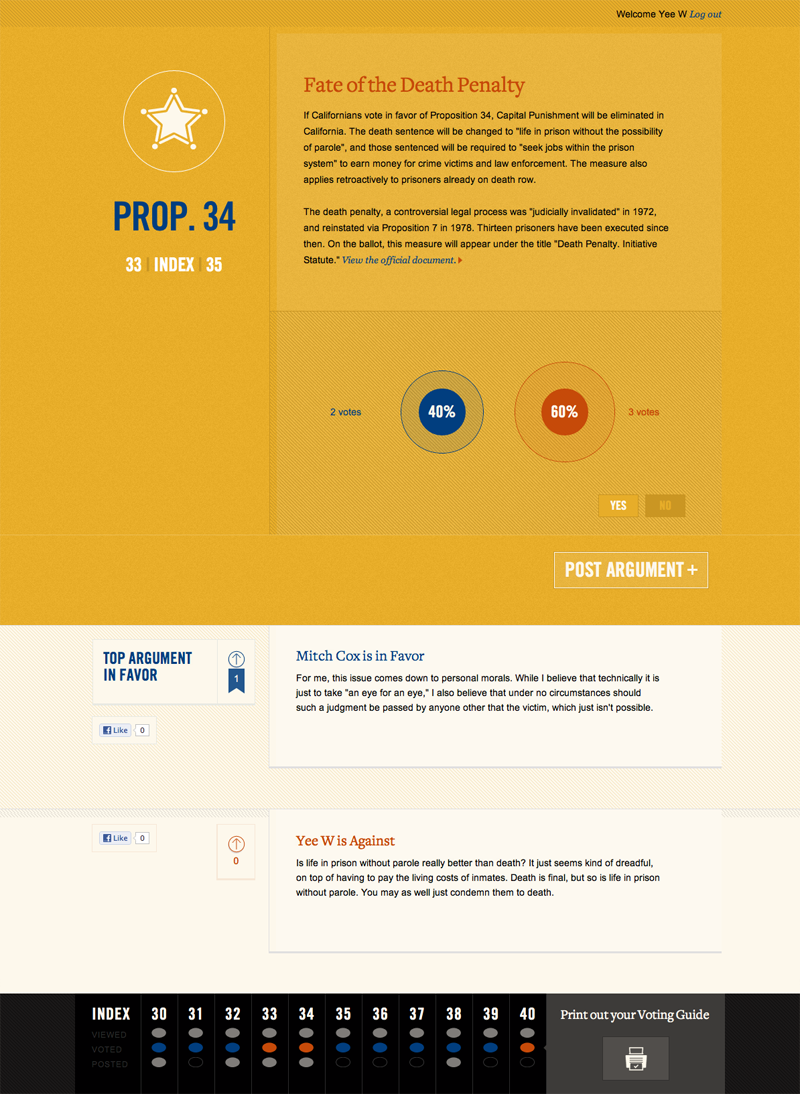 Welcome Yee W Log out
PROP. 34
33 | INDEX | 35
Fate of the Death Penalty
If Californians vote in favor of Proposition 34, Capital Punishment will be eliminated in
California. The death sentence will be changed to "life in prison without the possibility
of parole", and those sentenced will be required to "seek jobs within the prison
system" to earn money for crime victims and law enforcement. The measure also
applies retroactively to prisoners already on death row.
The death penalty, a controversial legal process was "judicially invalidated" in 1972,
and reinstated via Proposition 7 in 1978. Thirteen prisoners have been executed since
then. On the ballot, this measure will appear under the title "Death Penalty. Initiative
Statute." View the official document.
2 votes 40% 60% 3 votes
YES NO
POST ARGUMENT +
TOP ARGUMENT
IN FAVOR
1
Like 0
Mitch Cox is in Favor
For me, this issue comes down to personal morals. While I believe that technically it is
just to take "an eye for an eye," I also believe that under no circumstances should
such a judgment be passed by anyone other that the victim, which just isn't possible.
Like 0
0
Yee W is Against
Is life in prison without parole really better than death? It just seems kind of dreadful,
on top of having to pay the living costs of inmates. Death is final, but so is life in prison
without parole. You may as well just condemn them to death.
INDEX 30 31 32 33 34 35 36 37 38 39 40
VIEWED
VOTED
POSTED
Print out your Voting Guide